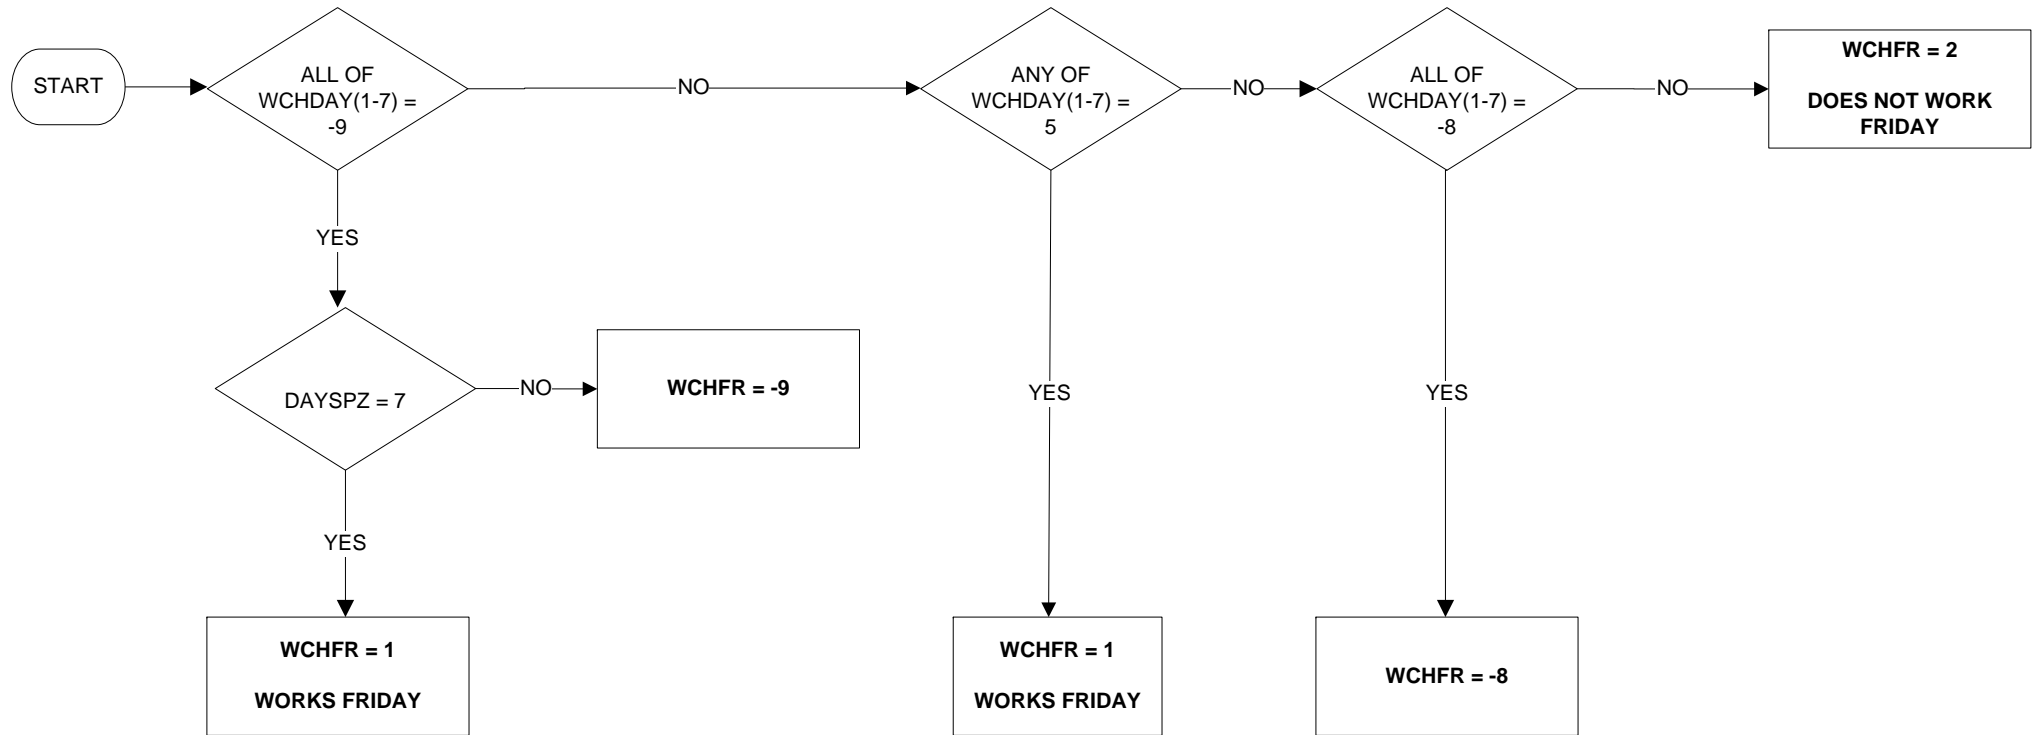 START
ALL OF
WCHDAY(1-7) =
-9
NO
ANY OF
WCHDAY(1-7) =
5
NO
ALL OF
WCHDAY(1-7) =
-8
NO
WCHFR = 2
DOES NOT WORK
FRIDAY
YES
DAYSPZ = 7
NO
WCHFR = -9
YES
YES
YES
WCHFR = 1
WORKS FRIDAY
WCHFR = 1
WORKS FRIDAY
WCHFR = -8